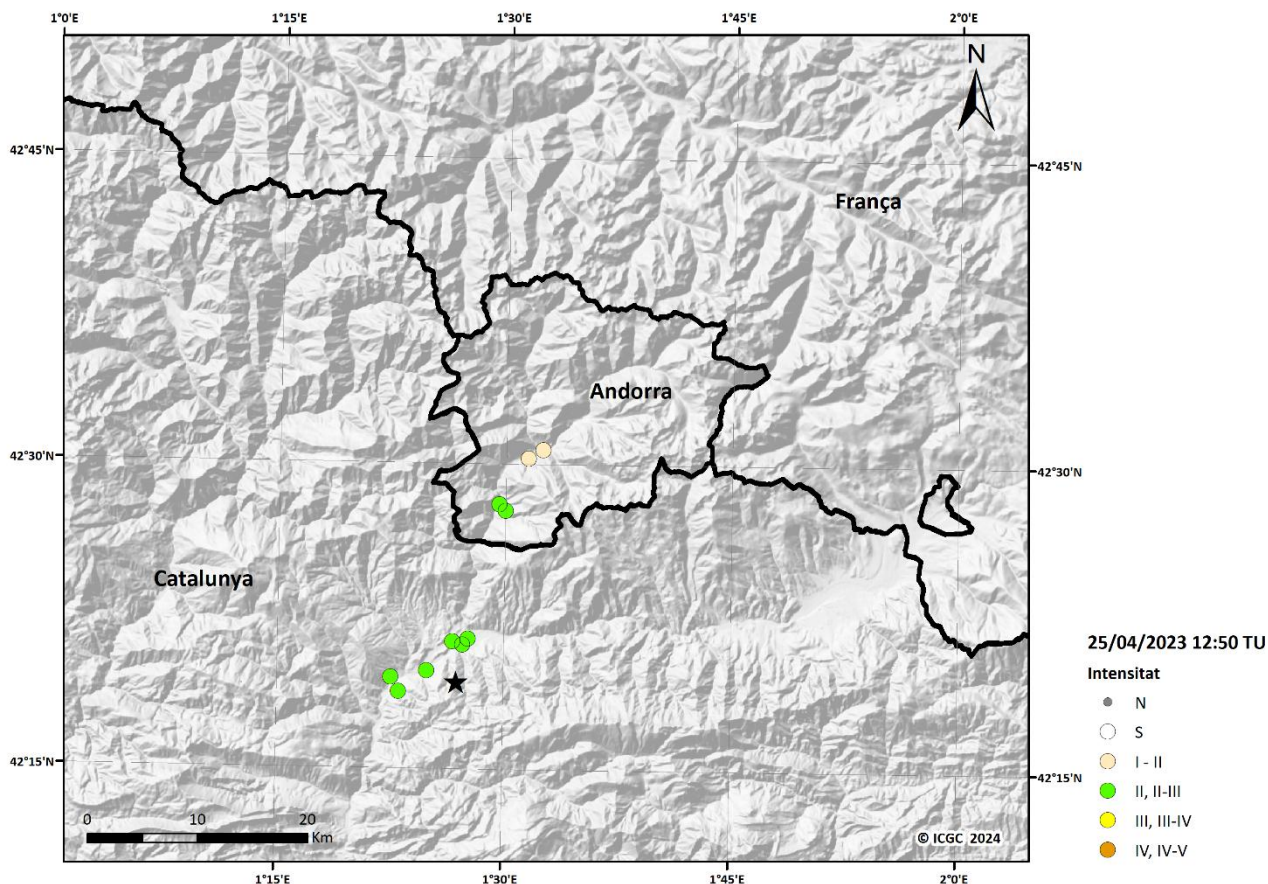 1°0'E 1°15'E 1°30'E 1°45'E 2°0'E
N
42°45'N 42°45'N
França
Andorra
42°30'N 42°30'N
Catalunya
42°15'N 42°15'N
0 10 20
Km
© ICGC 2024
1°15'E 1°30'E 1°45'E 2°0'E
25/04/2023 12:50 TU
Intensitat
N
S
I - II
II, II-III
III, III-IV
IV, IV-V